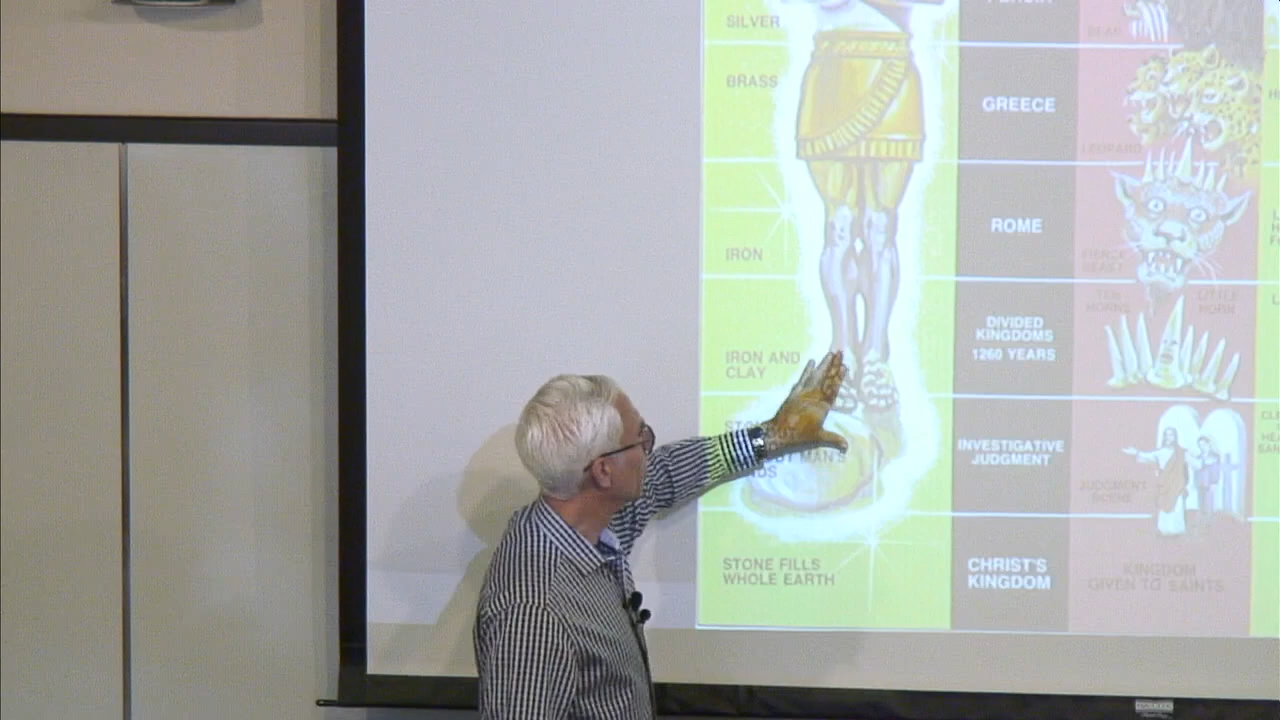 SILVER
BRASS
GREECE
LEOPARD
IRON
ROME
FIERCE
BEAST
TEN
HORNS
LITTLE
HORN
IRON AND
CLAY
DIVIDED
KINGDOMS
1260 YEARS
MAN'S
INVESTIGATIVE
JUDGMENT
JUDGMENT
SCENE
STONE FILLS
WHOLE EARTH
CHRIST'S
KINGDOM
KINGDOM
GIVEN TO SAINTS